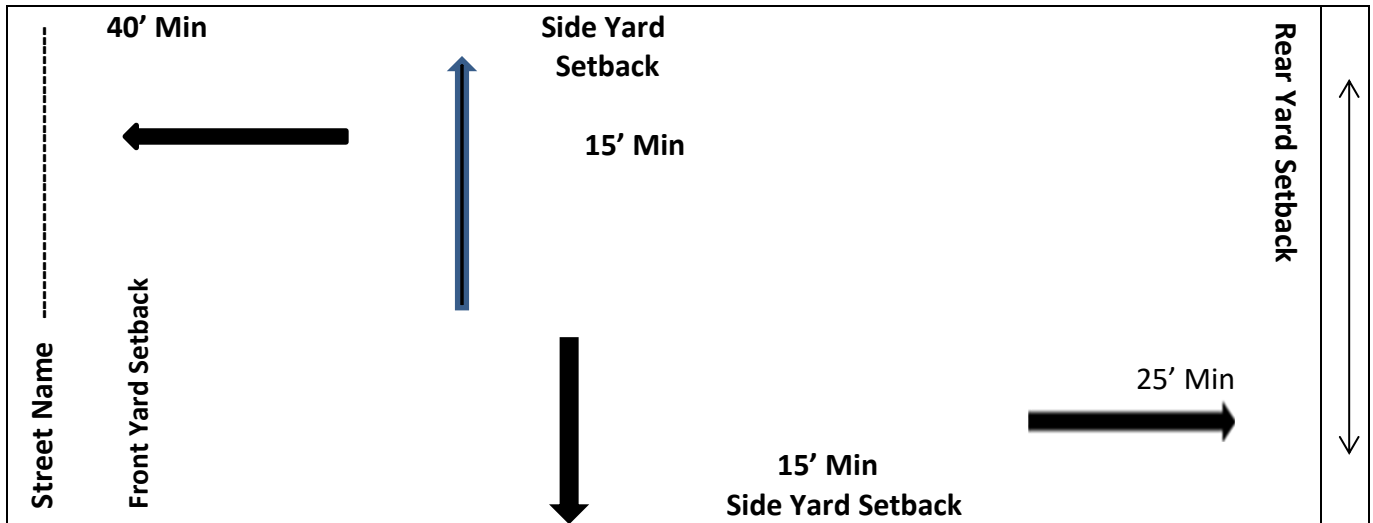 40’ Min
Side Yard
Setback
15’ Min
Rear Yard Setback
Street Name
Front Yard Setback
25’ Min
15’ Min
Side Yard Setback